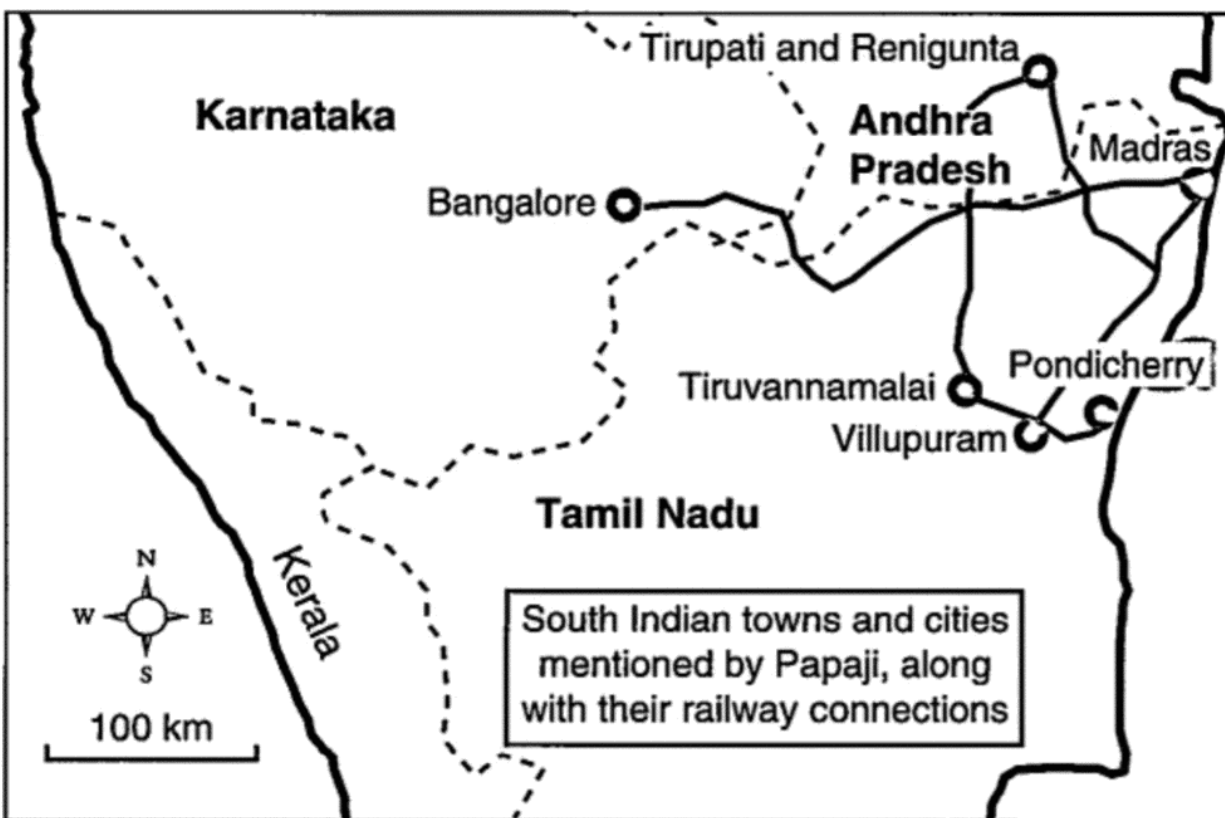 Tirupati and Renigunta
Karnataka
Andhra
Pradesh
Madras
Bangalore
Pondicherry
Tiruvannamalai
Villupuram
Tamil Nadu
Kerala
N
W E
S
100 km
South Indian towns and cities
mentioned by Papaji, along
with their railway connections